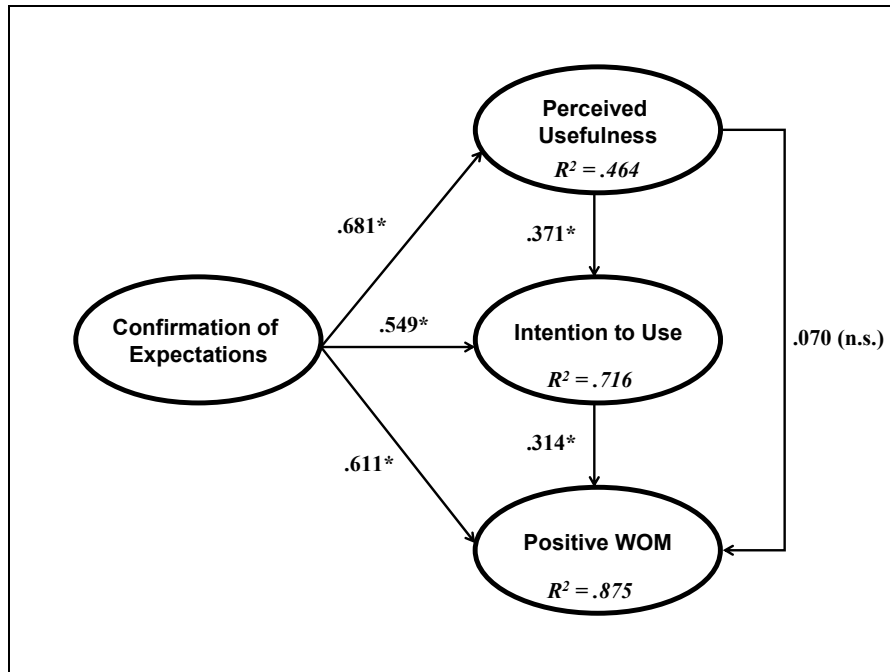 Perceived
Usefulness
R² = .464
.681*
.371*
Confirmation of
Expectations
.549*
Intention to Use
R² = .716
.070 (n.s.)
.611*
.314*
Positive WOM
R² = .875